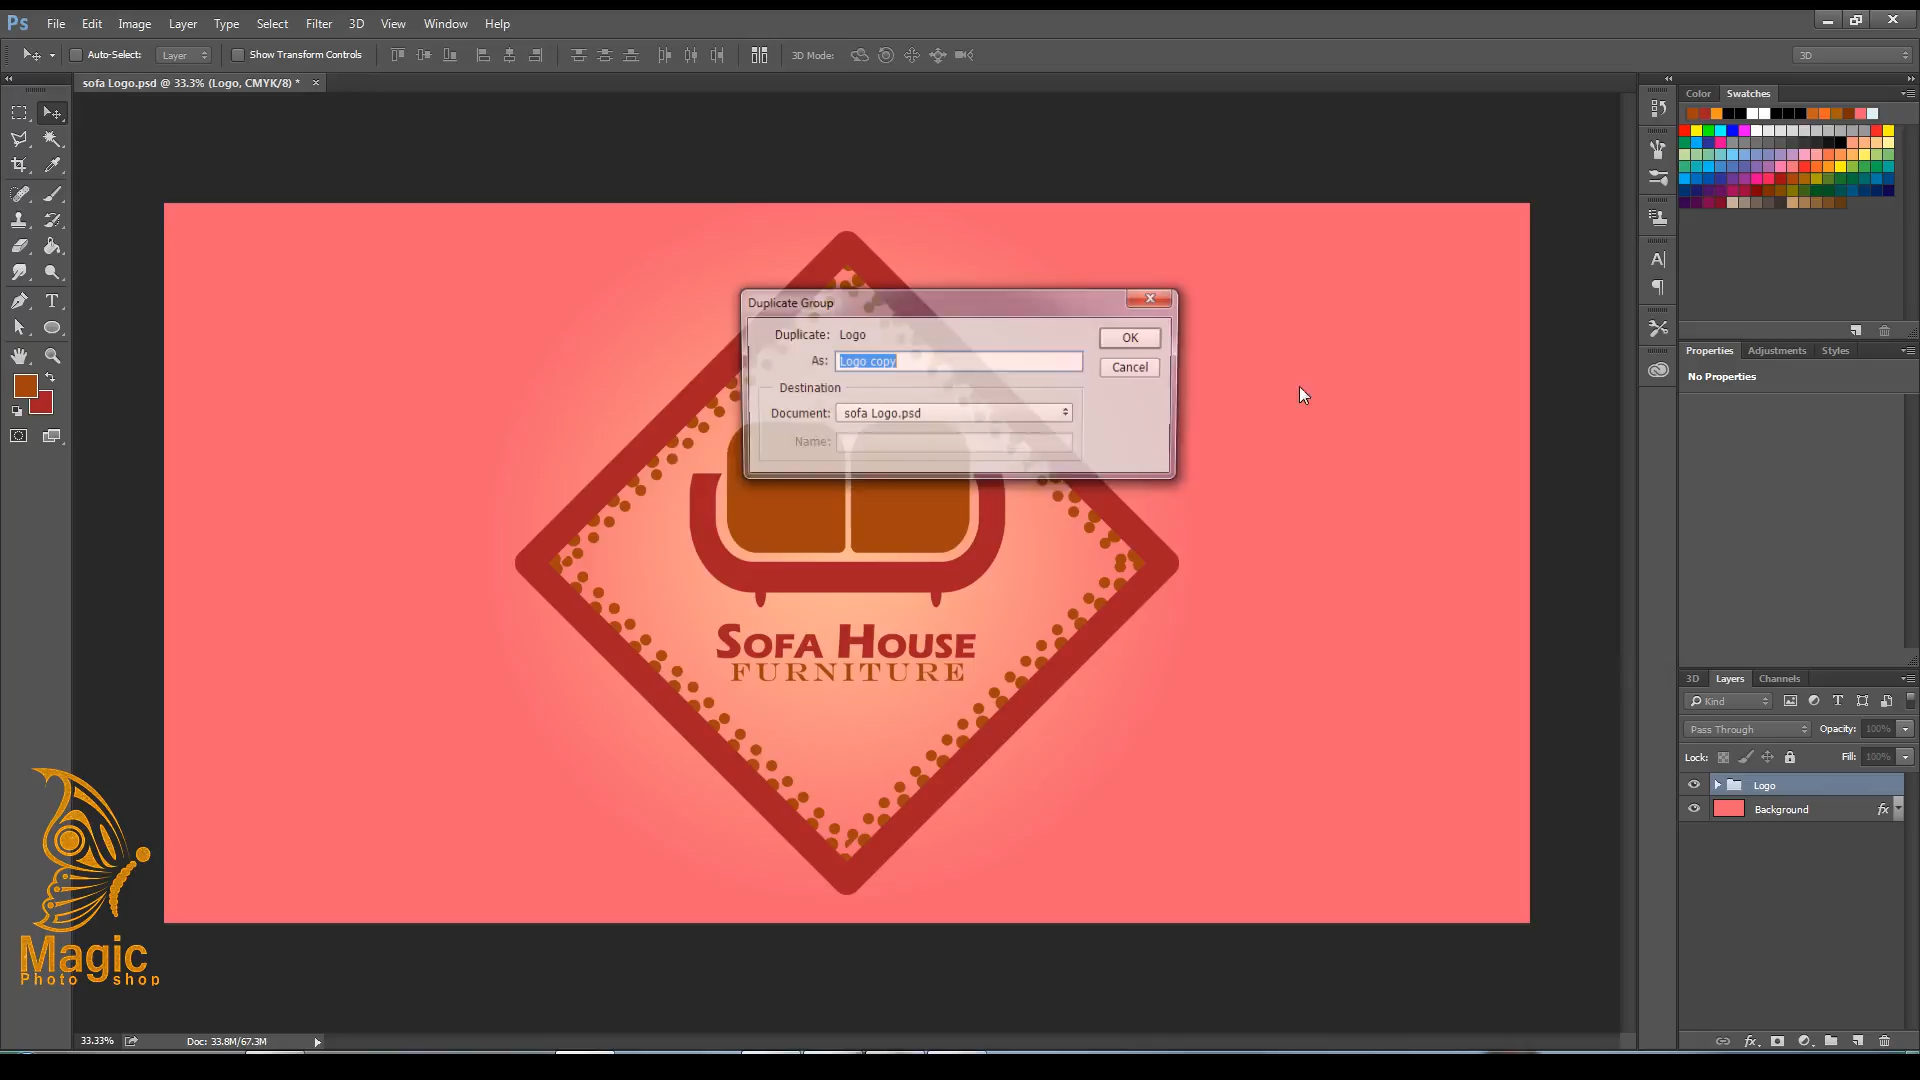 Ps File Edit Image Layer Type Select Filter 3D View Window Help
Auto-Select: Layer Show Transform Controls 3D Mode: 3D
sofa Logo.psd @ 33.3% (Logo, CMYK/8) * ×
Color Swatches
Duplicate Group
Duplicate: Logo
OK
As: Logo copy
Cancel
Destination
Document: sofa Logo.psd
Name:
Properties Adjustments Styles
No Properties
SOFA HOUSE
FURNITURE
3D Layers Channels
Kind
Pass Through Opacity: 100%
Lock: Fill: 100%
Logo
Background fx
Magic
Photo shop
33.33% Doc: 33.8M/67.3M